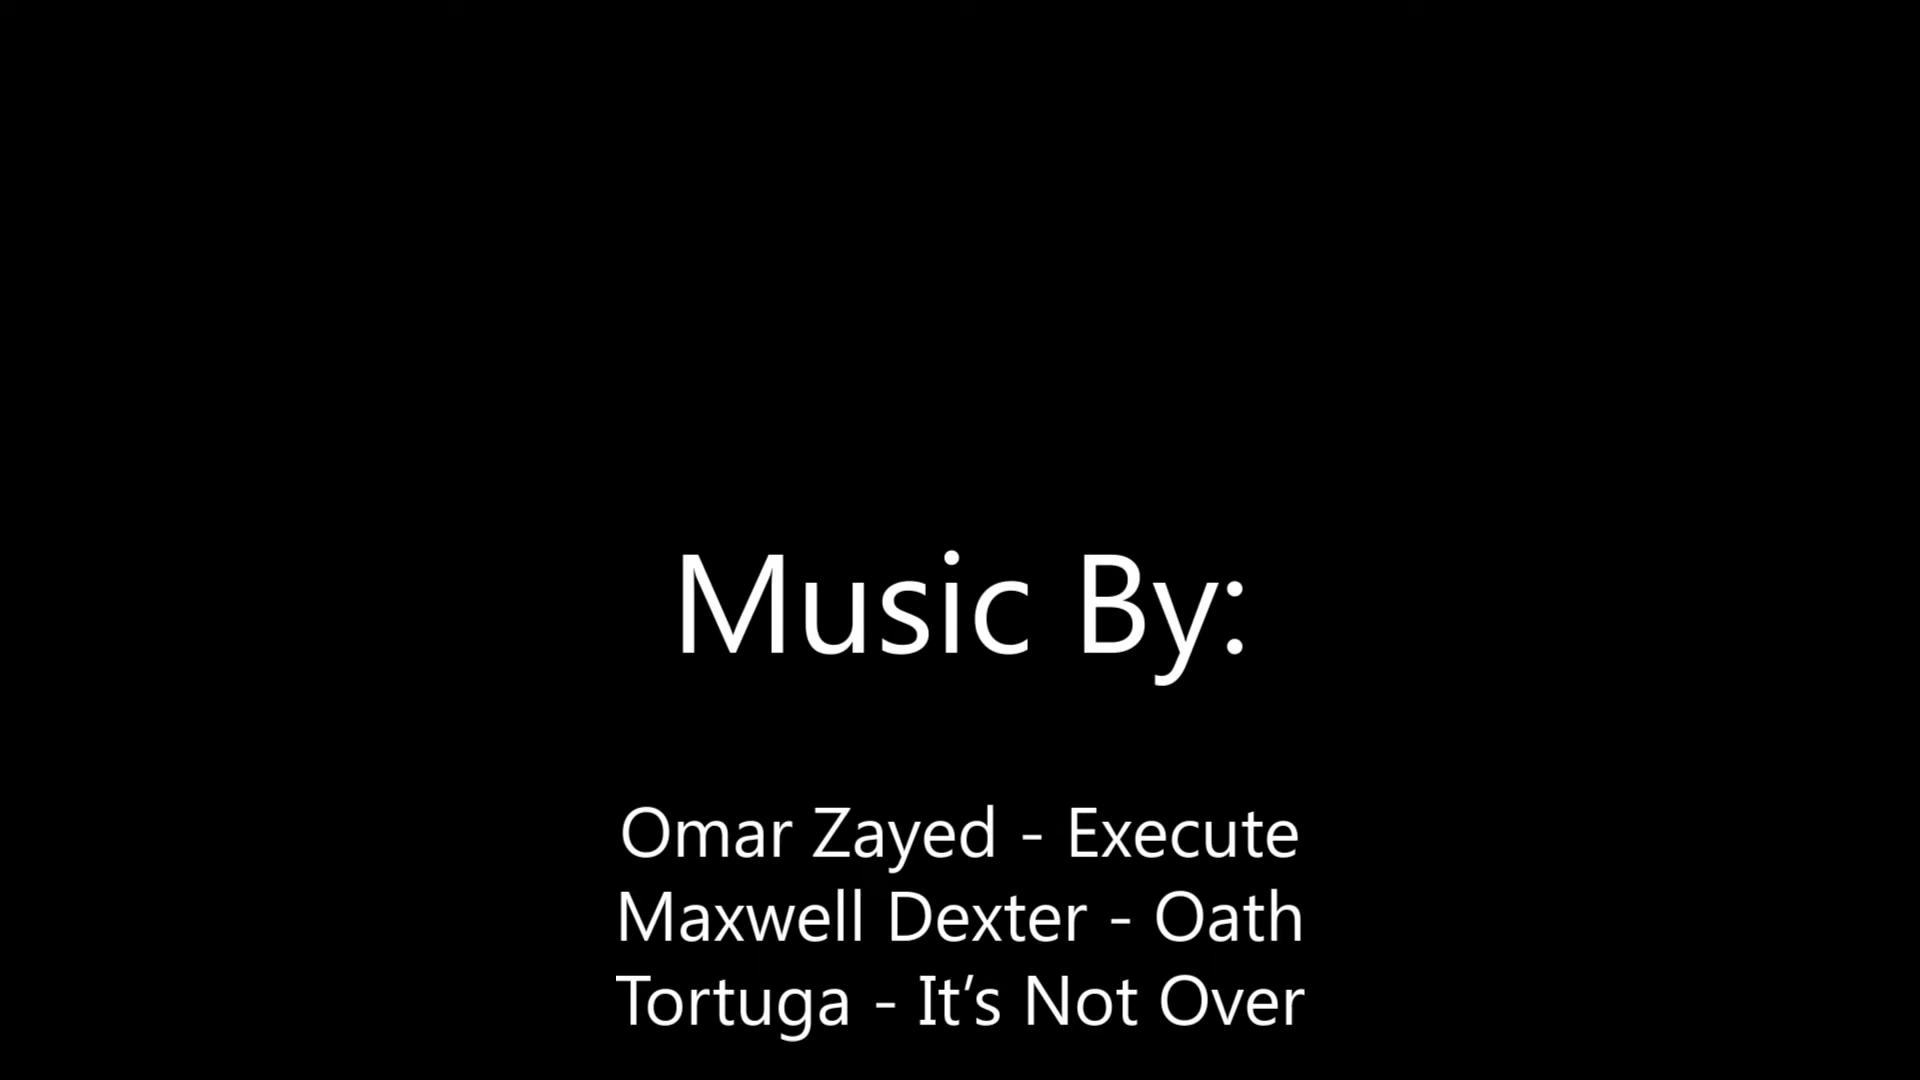 Music By:
Omar Zayed - Execute
Maxwell Dexter - Oath
Tortuga - It’s Not Over